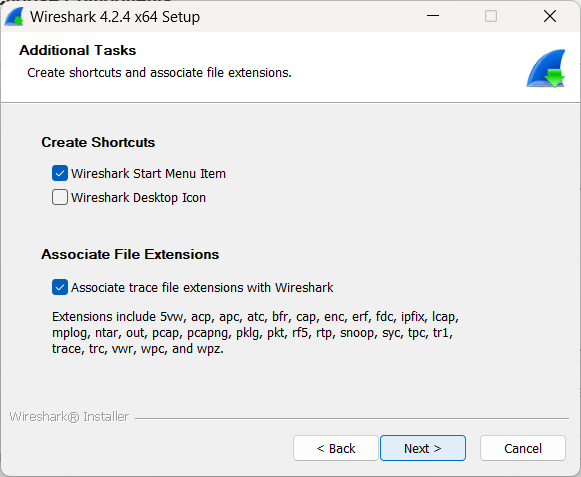 Wireshark 4.2.4 x64 Setup
Additional Tasks
Create shortcuts and associate file extensions.
Create Shortcuts
Wireshark Start Menu Item
Wireshark Desktop Icon
Associate File Extensions
Associate trace file extensions with Wireshark
Extensions include 5vw, acp, apc, atc, bfr, cap, enc, erf, fdc, ipfix, lcap,
mplog, ntar, out, pcap, pcapng, pklg, pkt, rf5, rtp, snoop, syc, tpc, tr1,
trace, trc, vwr, wpc, and wpz.
Wireshark® Installer
< Back
Next >
Cancel